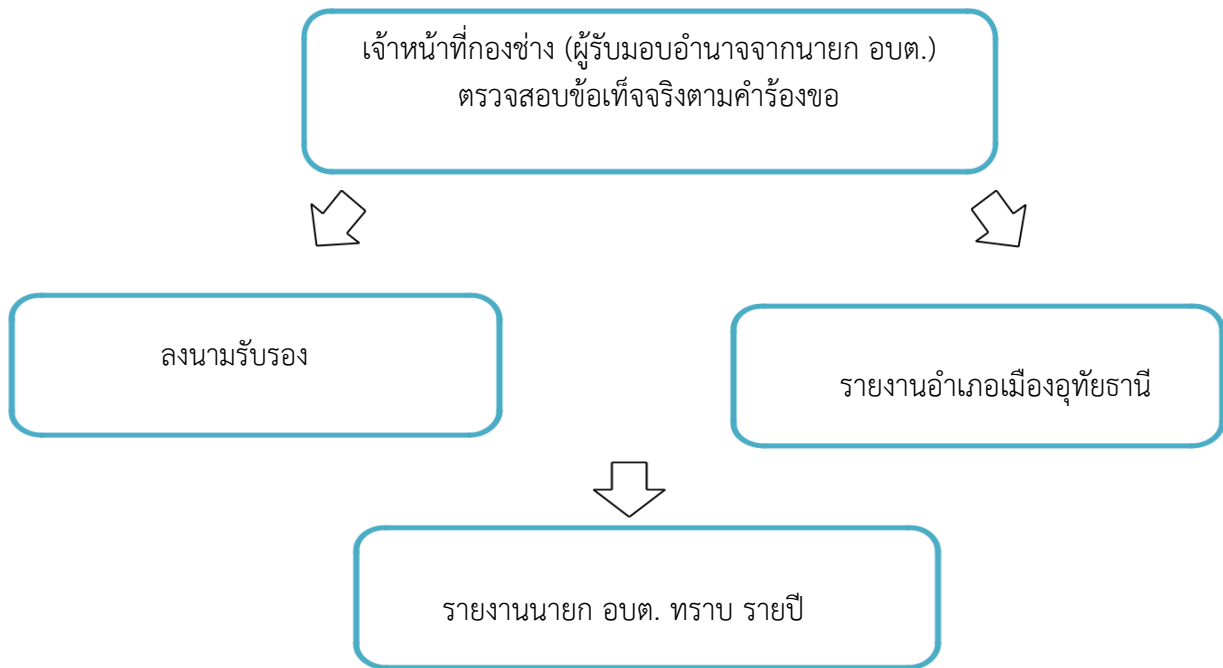 เจ้าหน้าที่กองช่าง (ผู้รับมอบอำนาจจากนายก อบต.)
ตรวจสอบข้อเท็จจริงตามคำร้องขอ
ลงนามรับรอง
รายงานอำเภอเมืองอุทัยธานี
รายงานนายก อบต. ทราบ รายปี